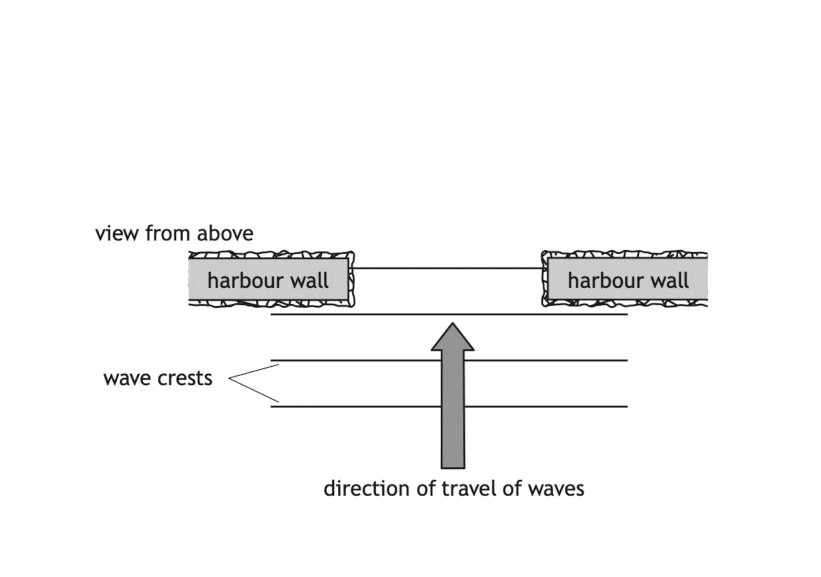 view from above
harbour wall
harbour wall
wave crests
direction of travel of waves